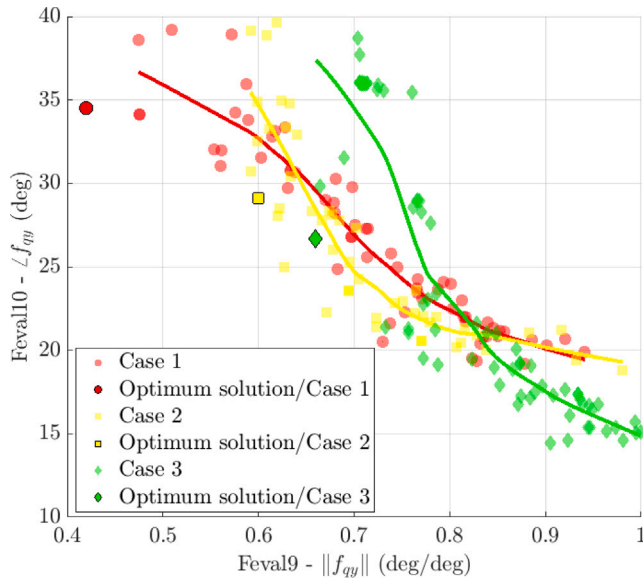 40
35
30
25
20
15
10
Feval10 - ∠f_qy (deg)
Case 1
Optimum solution/Case 1
Case 2
Optimum solution/Case 2
Case 3
Optimum solution/Case 3
0.4 0.5 0.6 0.7 0.8 0.9 1
Feval9 - ‖f_qy‖ (deg/deg)